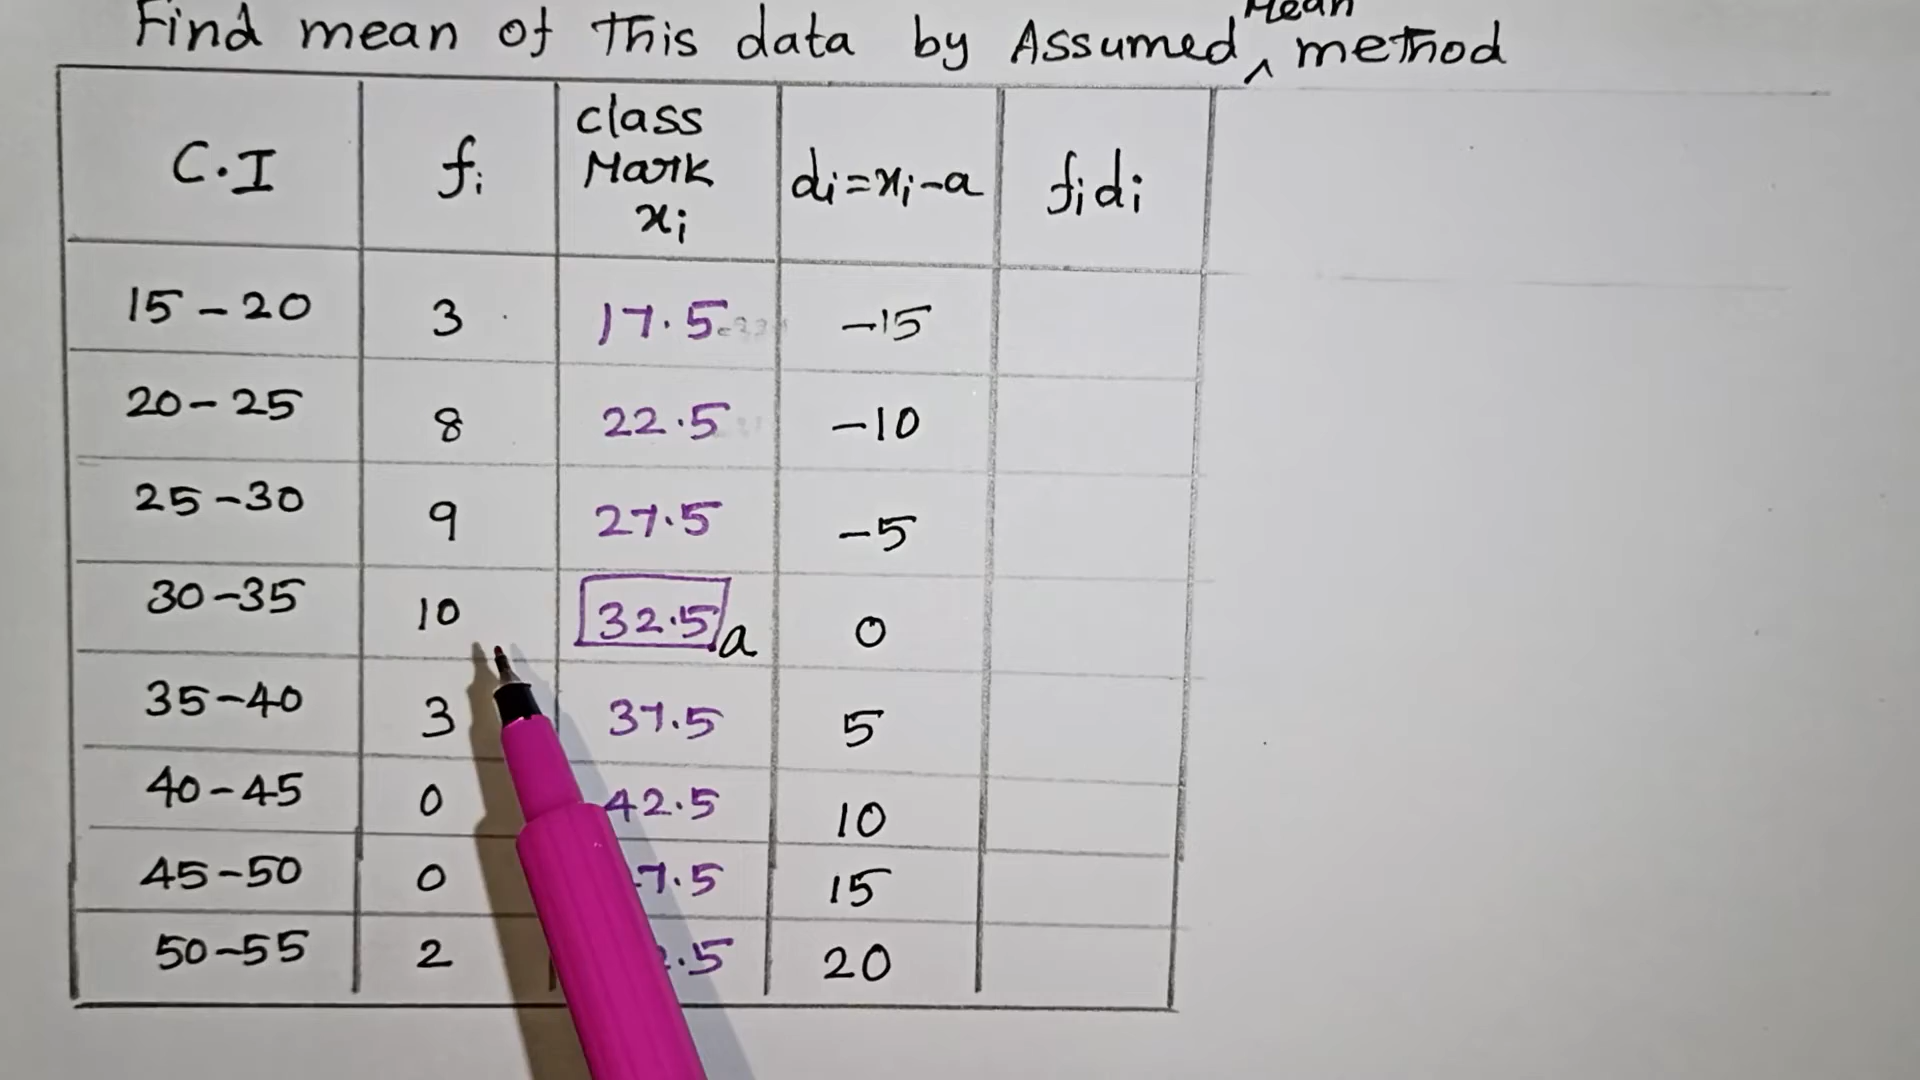 Find mean of This data by Assumed Mean method
C.I fi class Mark xi di=xi-a fidi
15-20 3 17.5 -15
20-25 8 22.5 -10
25-30 9 27.5 -5
30-35 10 32.5 a 0
35-40 3 37.5 5
40-45 0 42.5 10
45-50 0 7.5 15
50-55 2 .5 20